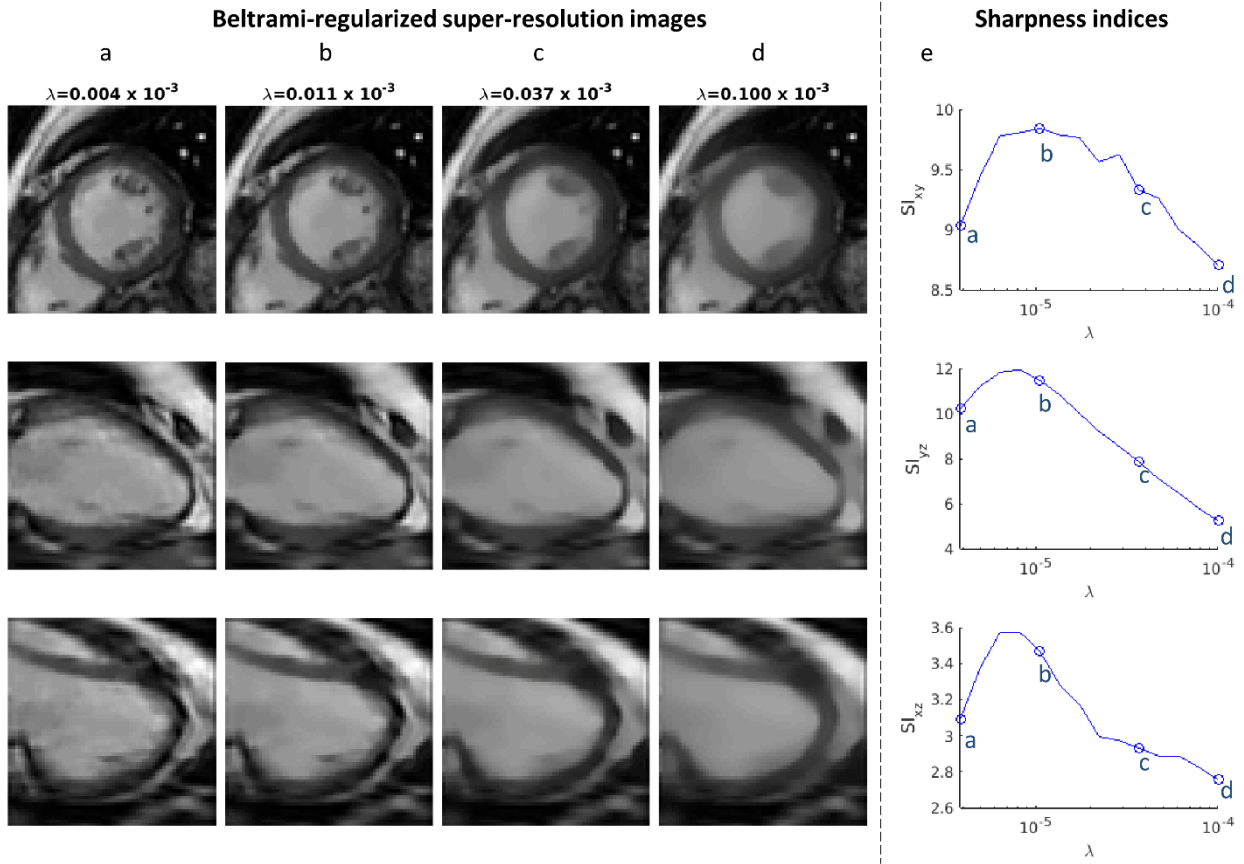 Beltrami-regularized super-resolution images
Sharpness indices
a b c d e
λ=0.004 x 10⁻³ λ=0.011 x 10⁻³ λ=0.037 x 10⁻³ λ=0.100 x 10⁻³
10
9.5
9
8.5
SIxy
a
b
c
d
10⁻⁵ 10⁻⁴
λ
12
10
8
6
4
SIyz
a
b
c
d
10⁻⁵ 10⁻⁴
λ
3.6
3.4
3.2
3
2.8
2.6
SIxz
a
b
c
d
10⁻⁵ 10⁻⁴
λ